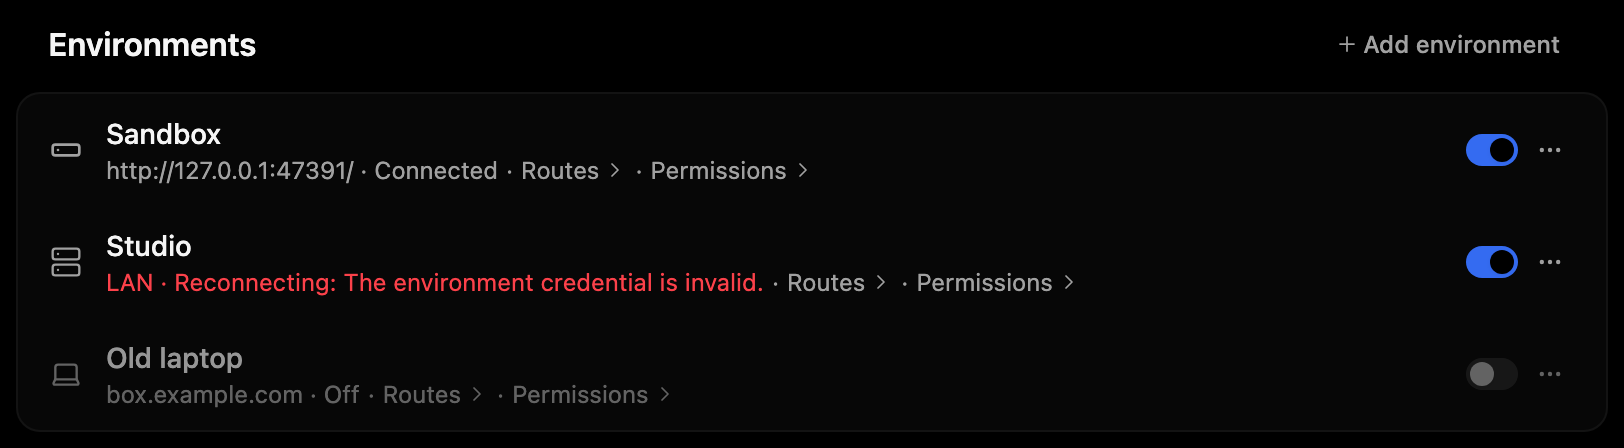 Environments
+ Add environment
Sandbox
http://127.0.0.1:47391/ · Connected · Routes > · Permissions >
Studio
LAN · Reconnecting: The environment credential is invalid. · Routes > · Permissions >
Old laptop
box.example.com · Off · Routes > · Permissions >